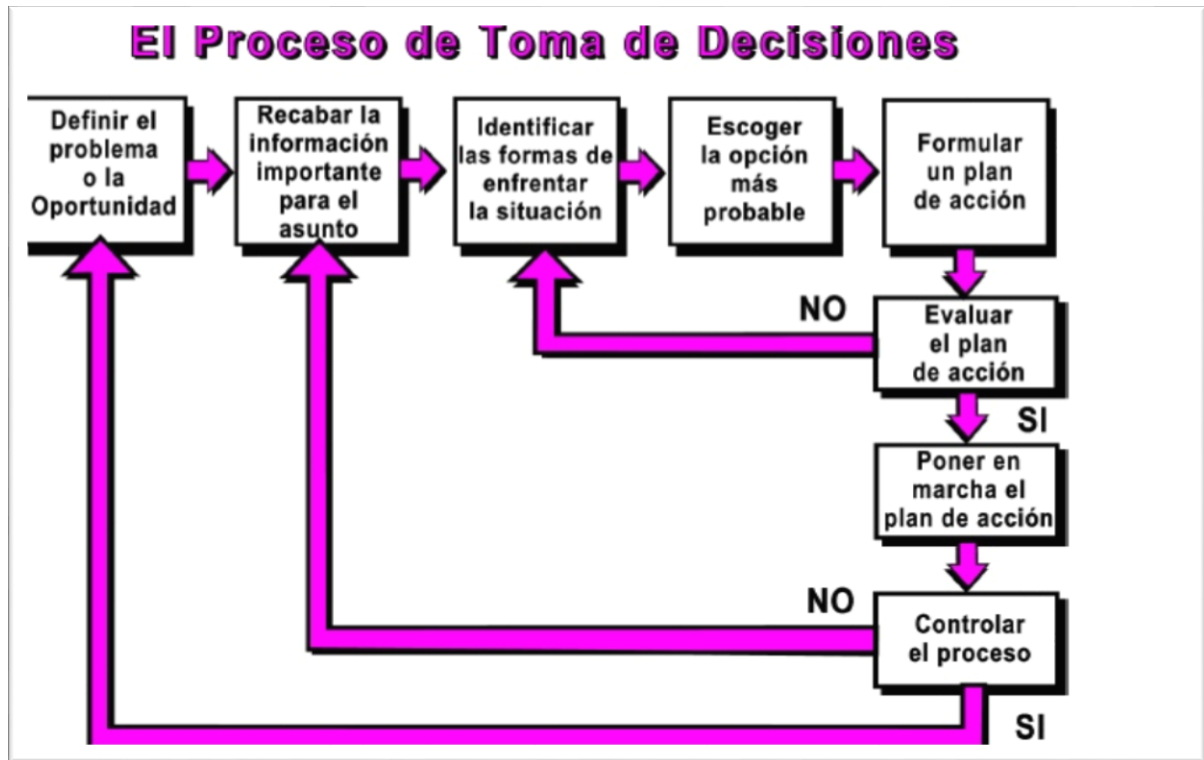 El Proceso de Toma de Decisiones
Definir el
problema
o la
Oportunidad
Recabar la
información
importante
para el
asunto
Identificar
las formas de
enfrentar
la situación
Escoger
la opción
más
probable
Formular
un plan
de acción
NO
Evaluar
el plan
de acción
SI
Poner en
marcha el
plan de acción
NO
Controlar
el proceso
SI